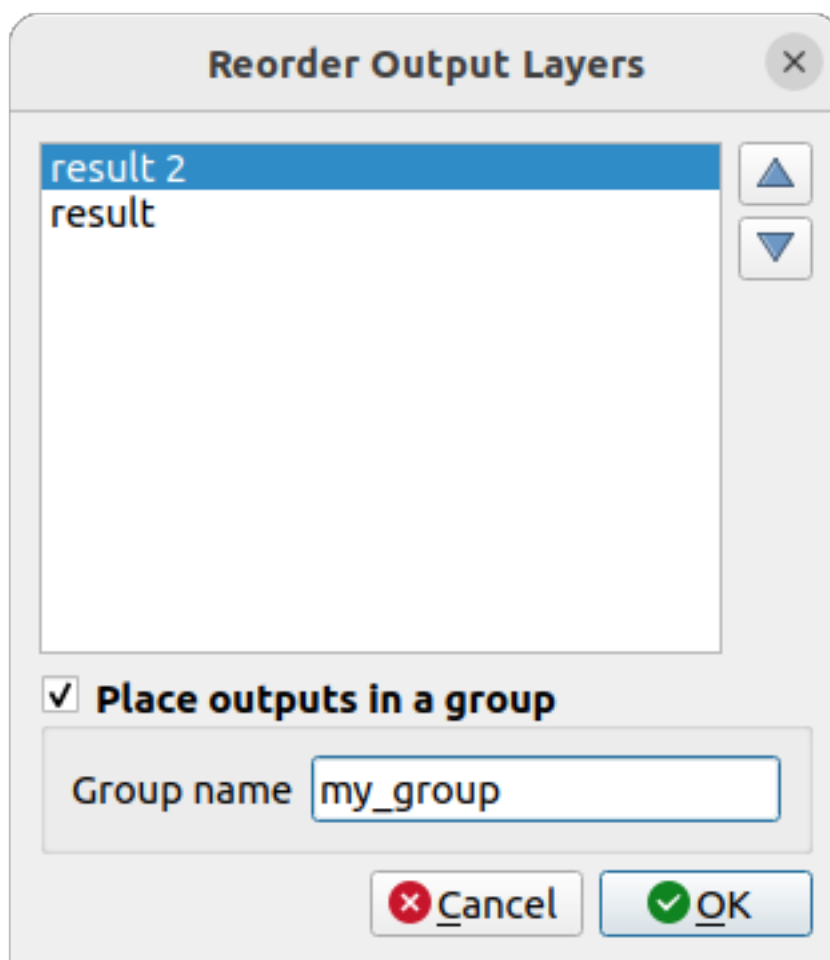 Reorder Output Layers
result 2
result
Place outputs in a group
Group name my_group
Cancel OK